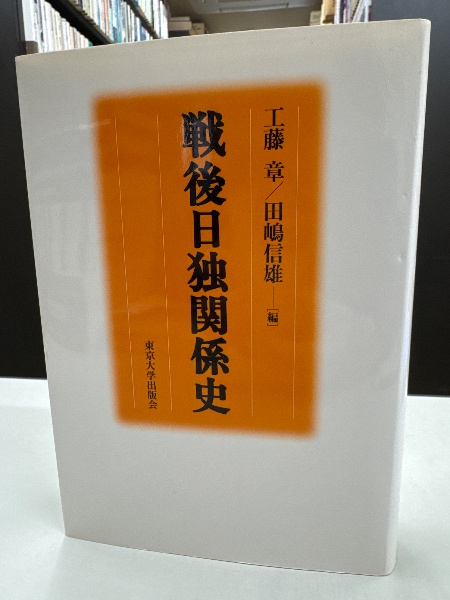 工藤 章／田嶋信雄―［編］
戦後日独関係史
東京大学出版会